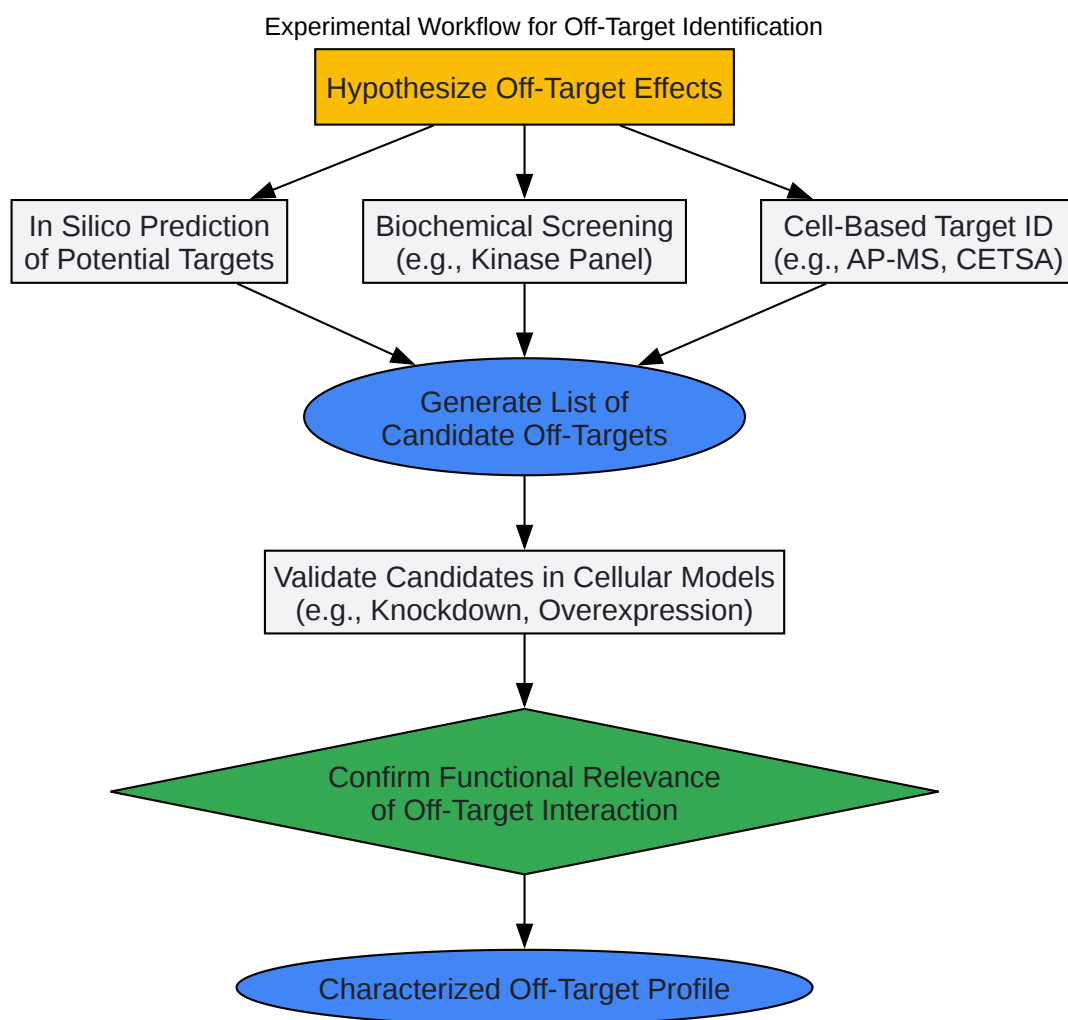 Experimental Workflow for Off-Target Identification
Hypothesize Off-Target Effects
In Silico Prediction
of Potential Targets
Biochemical Screening
(e.g., Kinase Panel)
Cell-Based Target ID
(e.g., AP-MS, CETSA)
Generate List of
Candidate Off-Targets
Validate Candidates in Cellular Models
(e.g., Knockdown, Overexpression)
Confirm Functional Relevance
of Off-Target Interaction
Characterized Off-Target Profile